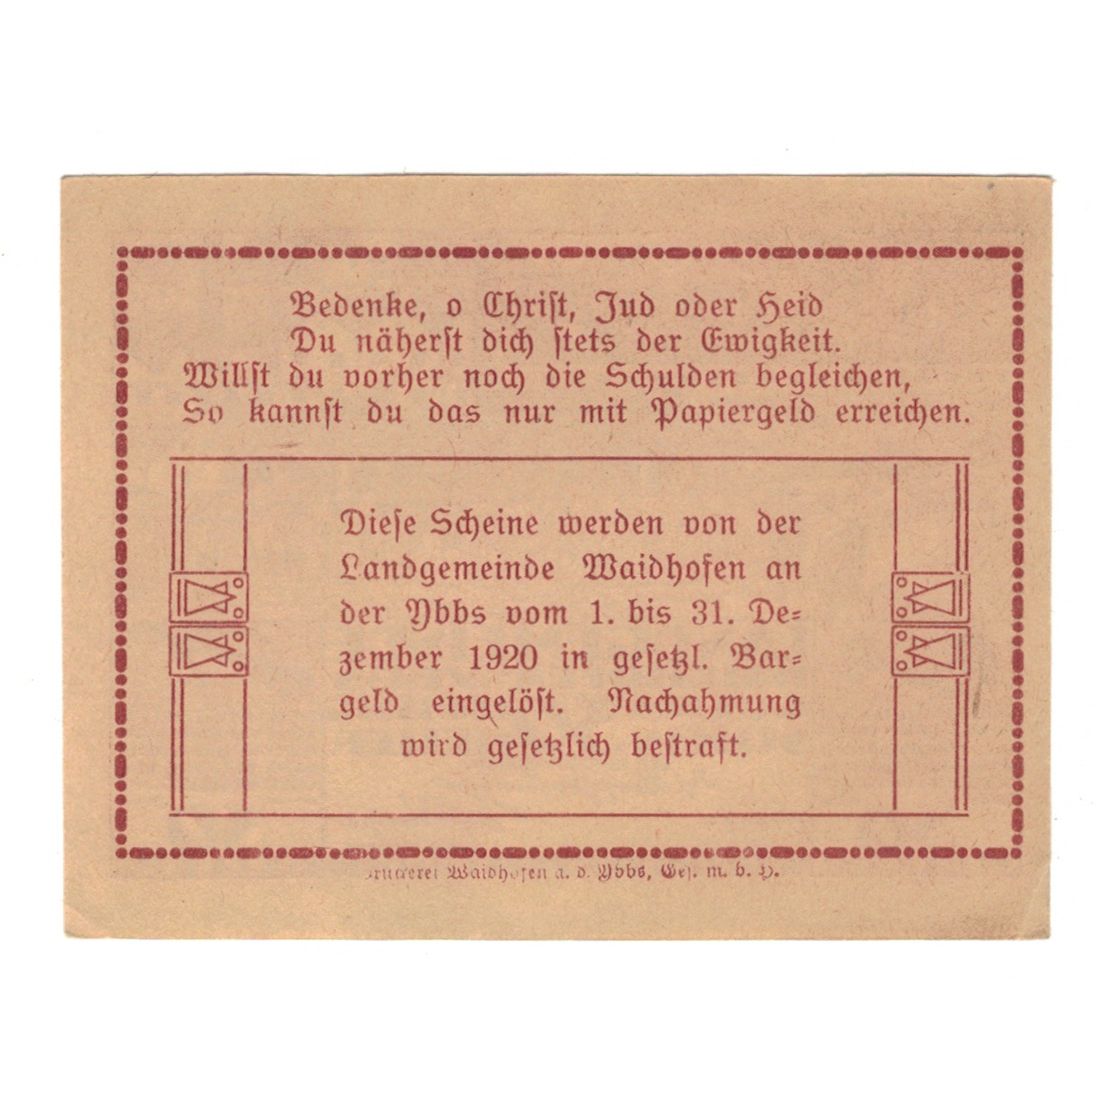 Bedenke, o Christ, Jud oder Heid
Du näherst dich stets der Ewigkeit.
Willst du vorher noch die Schulden begleichen,
So kannst du das nur mit Papiergeld erreichen.
Diese Scheine werden von der
Landgemeinde Waidhofen an
der Ybbs vom 1. bis 31. De=
zember 1920 in gesetzl. Bar=
geld eingelöst. Nachahmung
wird gesetzlich bestraft.
Waidhofen a. d. Ybbs, Ges. m. b. H.